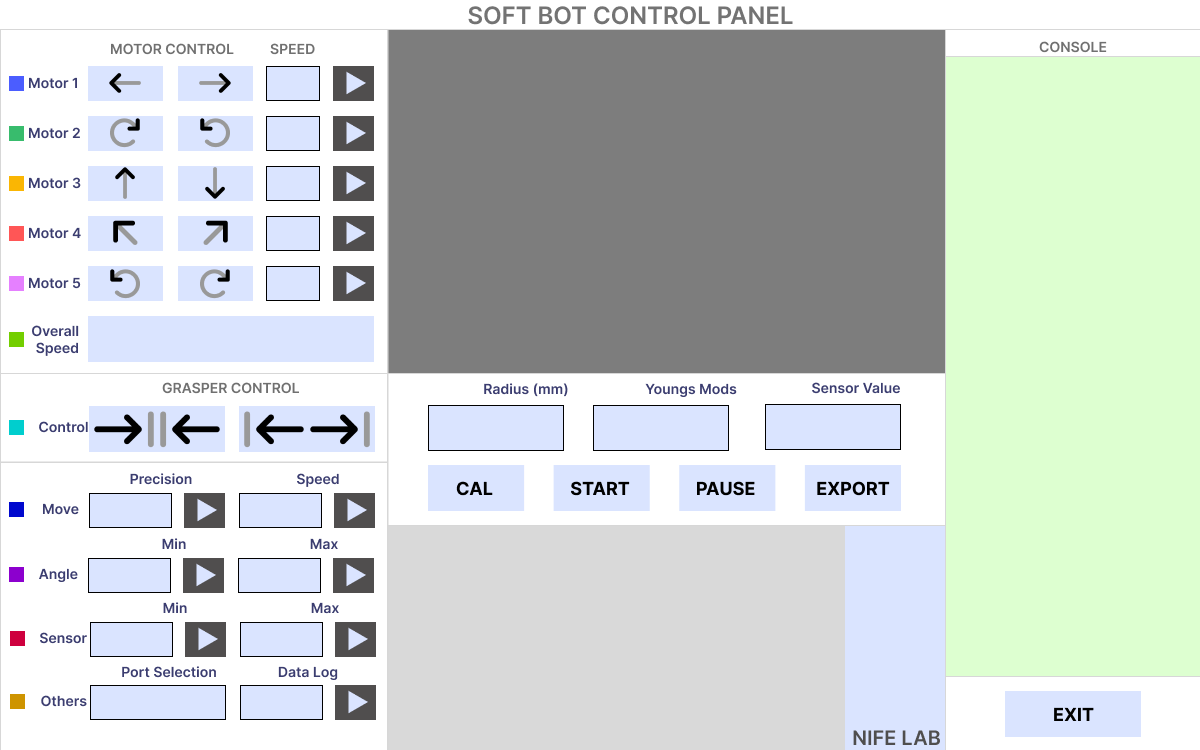 SOFT BOT CONTROL PANEL
MOTOR CONTROL SPEED
Motor 1
Motor 2
Motor 3
Motor 4
Motor 5
Overall
Speed
GRASPER CONTROL
Control
Precision Speed
Move
Min Max
Angle
Min Max
Sensor
Port Selection Data Log
Others
Radius (mm) Youngs Mods Sensor Value
CAL START PAUSE EXPORT
NIFE LAB
CONSOLE
EXIT